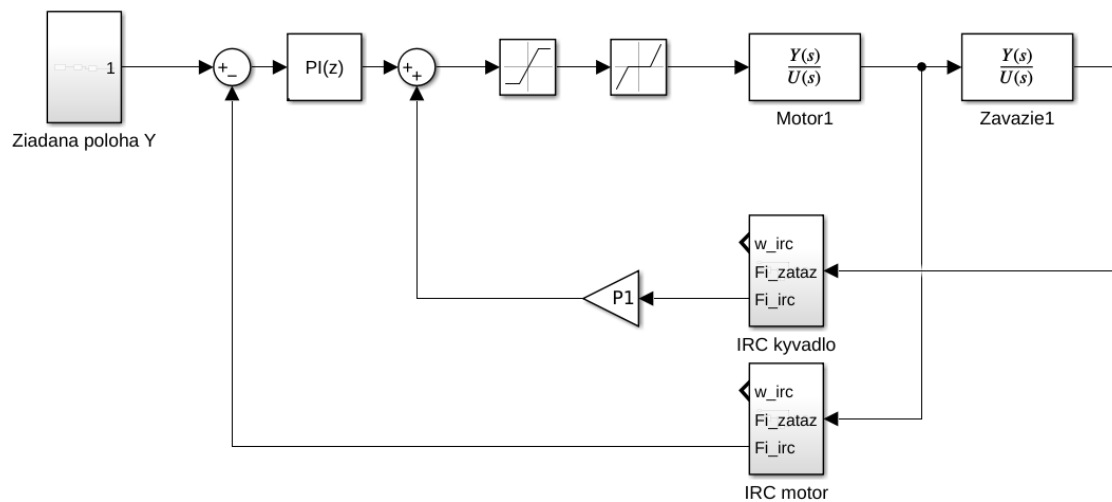 1
Ziadana poloha Y
+
−
PI(z)
+
+
Y(s)
U(s)
Motor1
Y(s)
U(s)
Zavazie1
w_irc
Fi_zataz
Fi_irc
P1
IRC kyvadlo
w_irc
Fi_zataz
Fi_irc
IRC motor